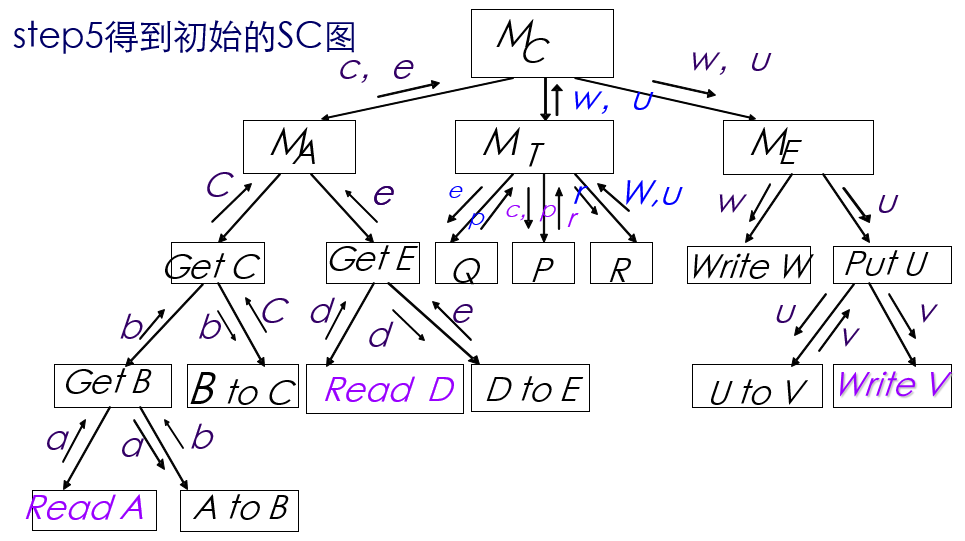 step5得到初始的SC图
MC
c, e
w, u
w, u
MA
MT
ME
C
e
e
p
c, p
r
r
W,u
w
u
Get C
Get E
Q
P
R
Write W
Put U
b
b
C
d
d
e
u
v
v
Get B
B to C
Read D
D to E
U to V
Write V
a
a
b
Read A
A to B